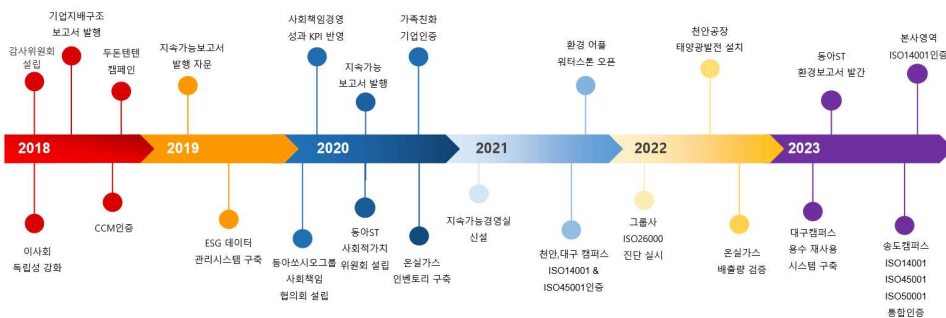 감사위원회
설립
기업지배구조
보고서 발행
두돈텐텐
캠페인
지속가능보고서
발행 자문
사회책임경영
성과 KPI 반영
지속가능
보고서 발행
가족친화
기업인증
환경 어플
워터스톤 오픈
천안공장
태양광발전 설치
동아ST
환경보고서 발간
본사영역
ISO14001인증
2018
2019
2020
2021
2022
2023
이사회
독립성 강화
CCM인증
ESG 데이터
관리시스템 구축
동아쏘시오그룹
사회책임
협의회 설립
동아ST
사회적가치
위원회 설립
온실가스
인벤토리 구축
지속가능경영실
신설
천안,대구 캠퍼스
ISO14001 &
ISO45001인증
그룹사
ISO26000
진단 실시
온실가스
배출량 검증
대구캠퍼스
용수 재사용
시스템 구축
송도캠퍼스
ISO14001
ISO45001
ISO50001
통합인증